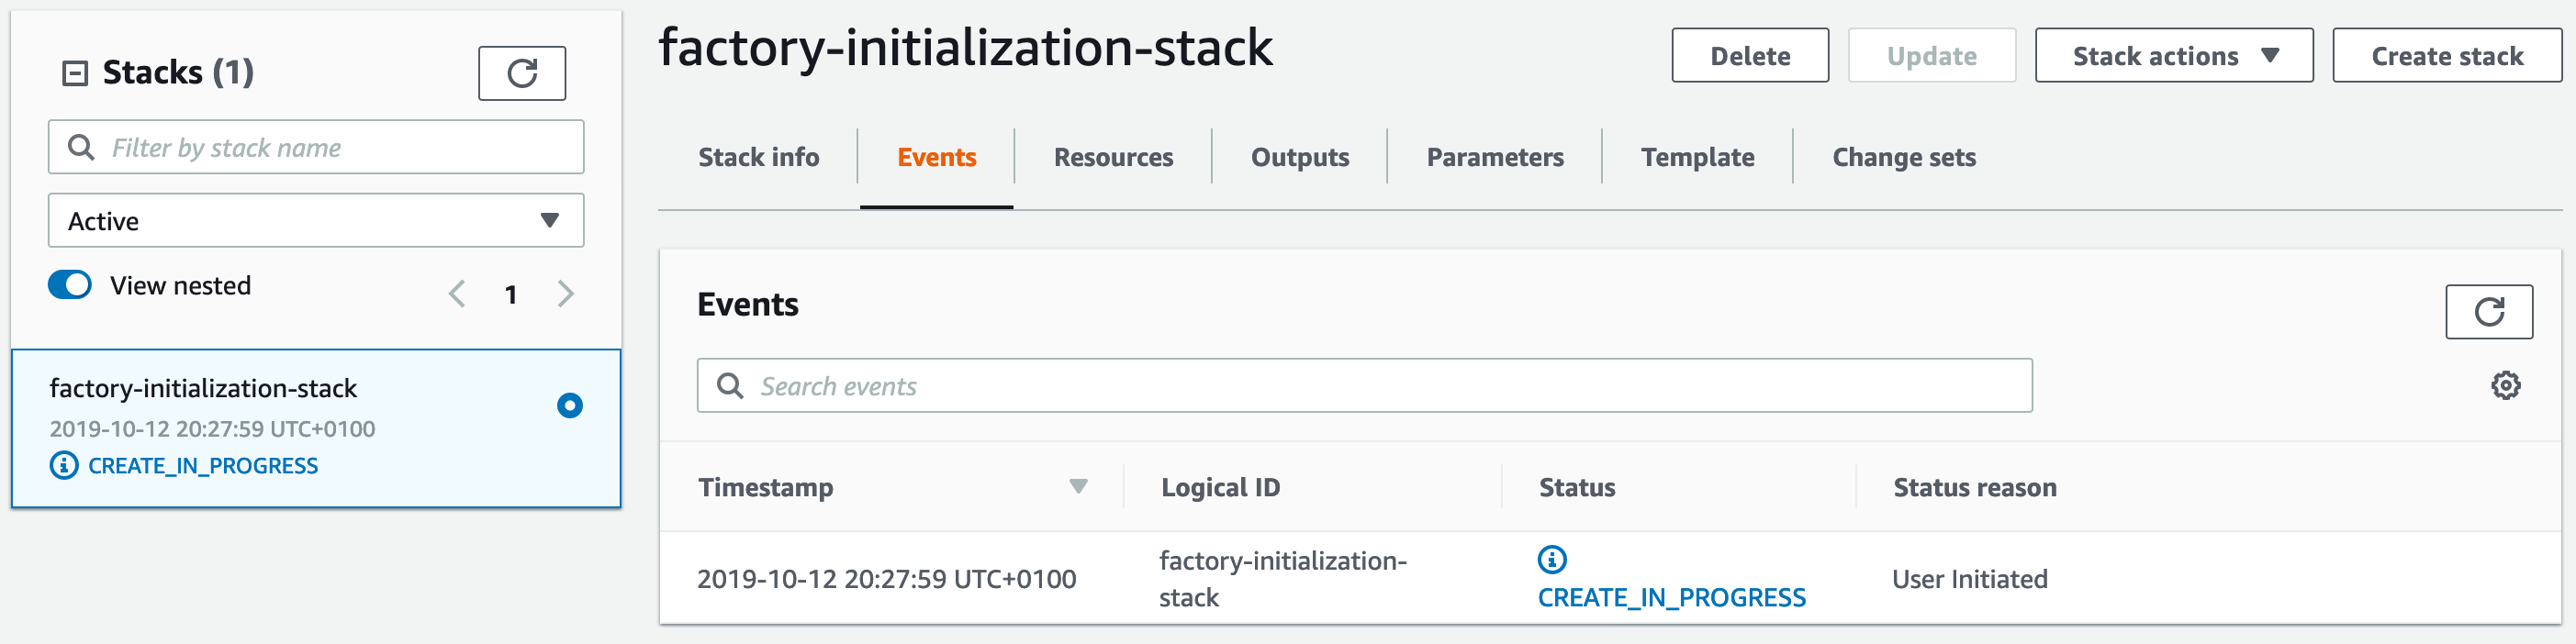 Stacks (1)
Filter by stack name
Active
View nested
1
factory-initialization-stack
2019-10-12 20:27:59 UTC+0100
CREATE_IN_PROGRESS
factory-initialization-stack
Delete
Update
Stack actions
Create stack
Stack info
Events
Resources
Outputs
Parameters
Template
Change sets
Events
Search events
Timestamp
Logical ID
Status
Status reason
2019-10-12 20:27:59 UTC+0100
factory-initialization-
stack
CREATE_IN_PROGRESS
User Initiated